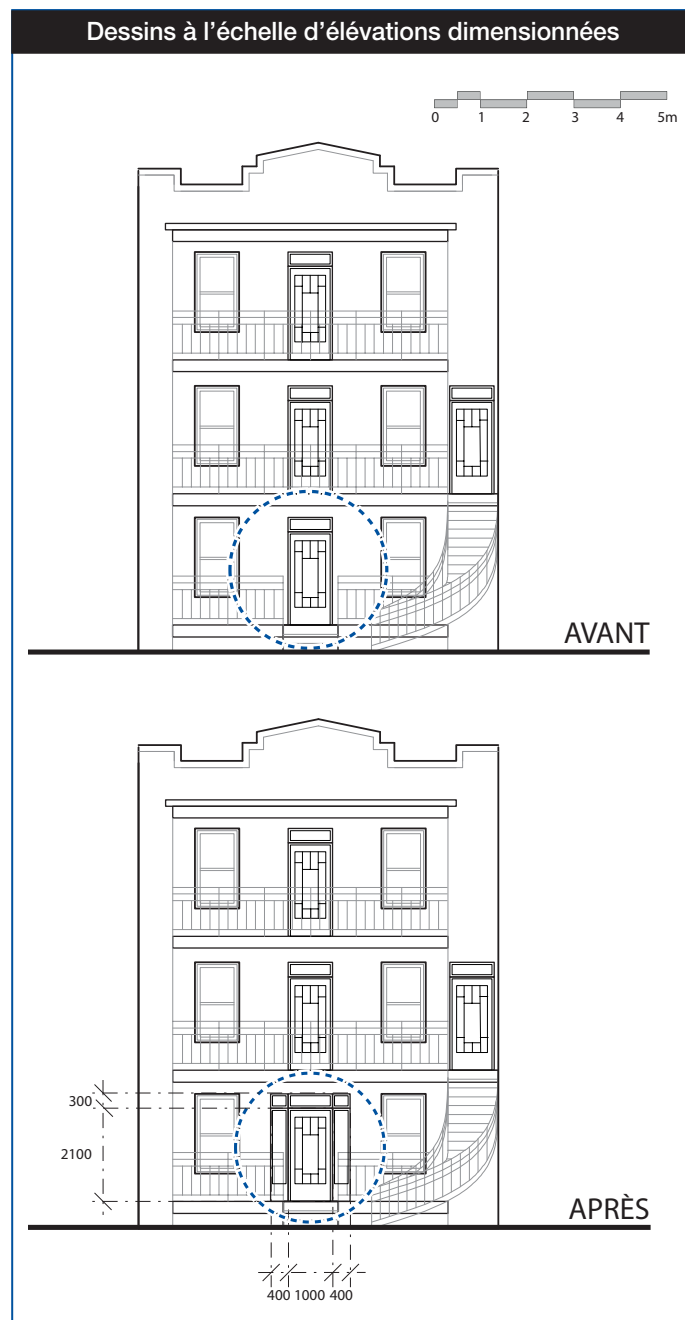 Dessins à l’échelle d’élévations dimensionnées
0 1 2 3 4 5m
AVANT
300
2100
APRÈS
400 1000 400